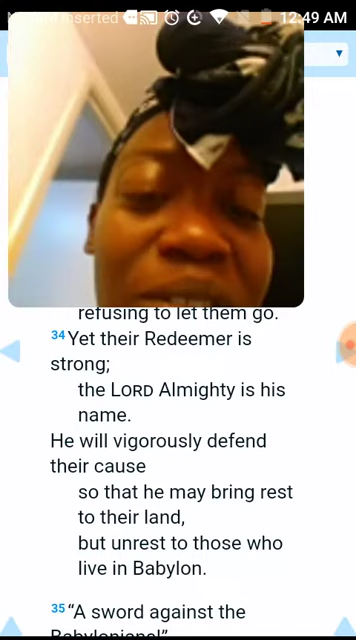 inserted 12:49 AM
refusing to let them go.
34 Yet their Redeemer is
strong;
the LORD Almighty is his
name.
He will vigorously defend
their cause
so that he may bring rest
to their land,
but unrest to those who
live in Babylon.
35 “A sword against the
Babylonians!”